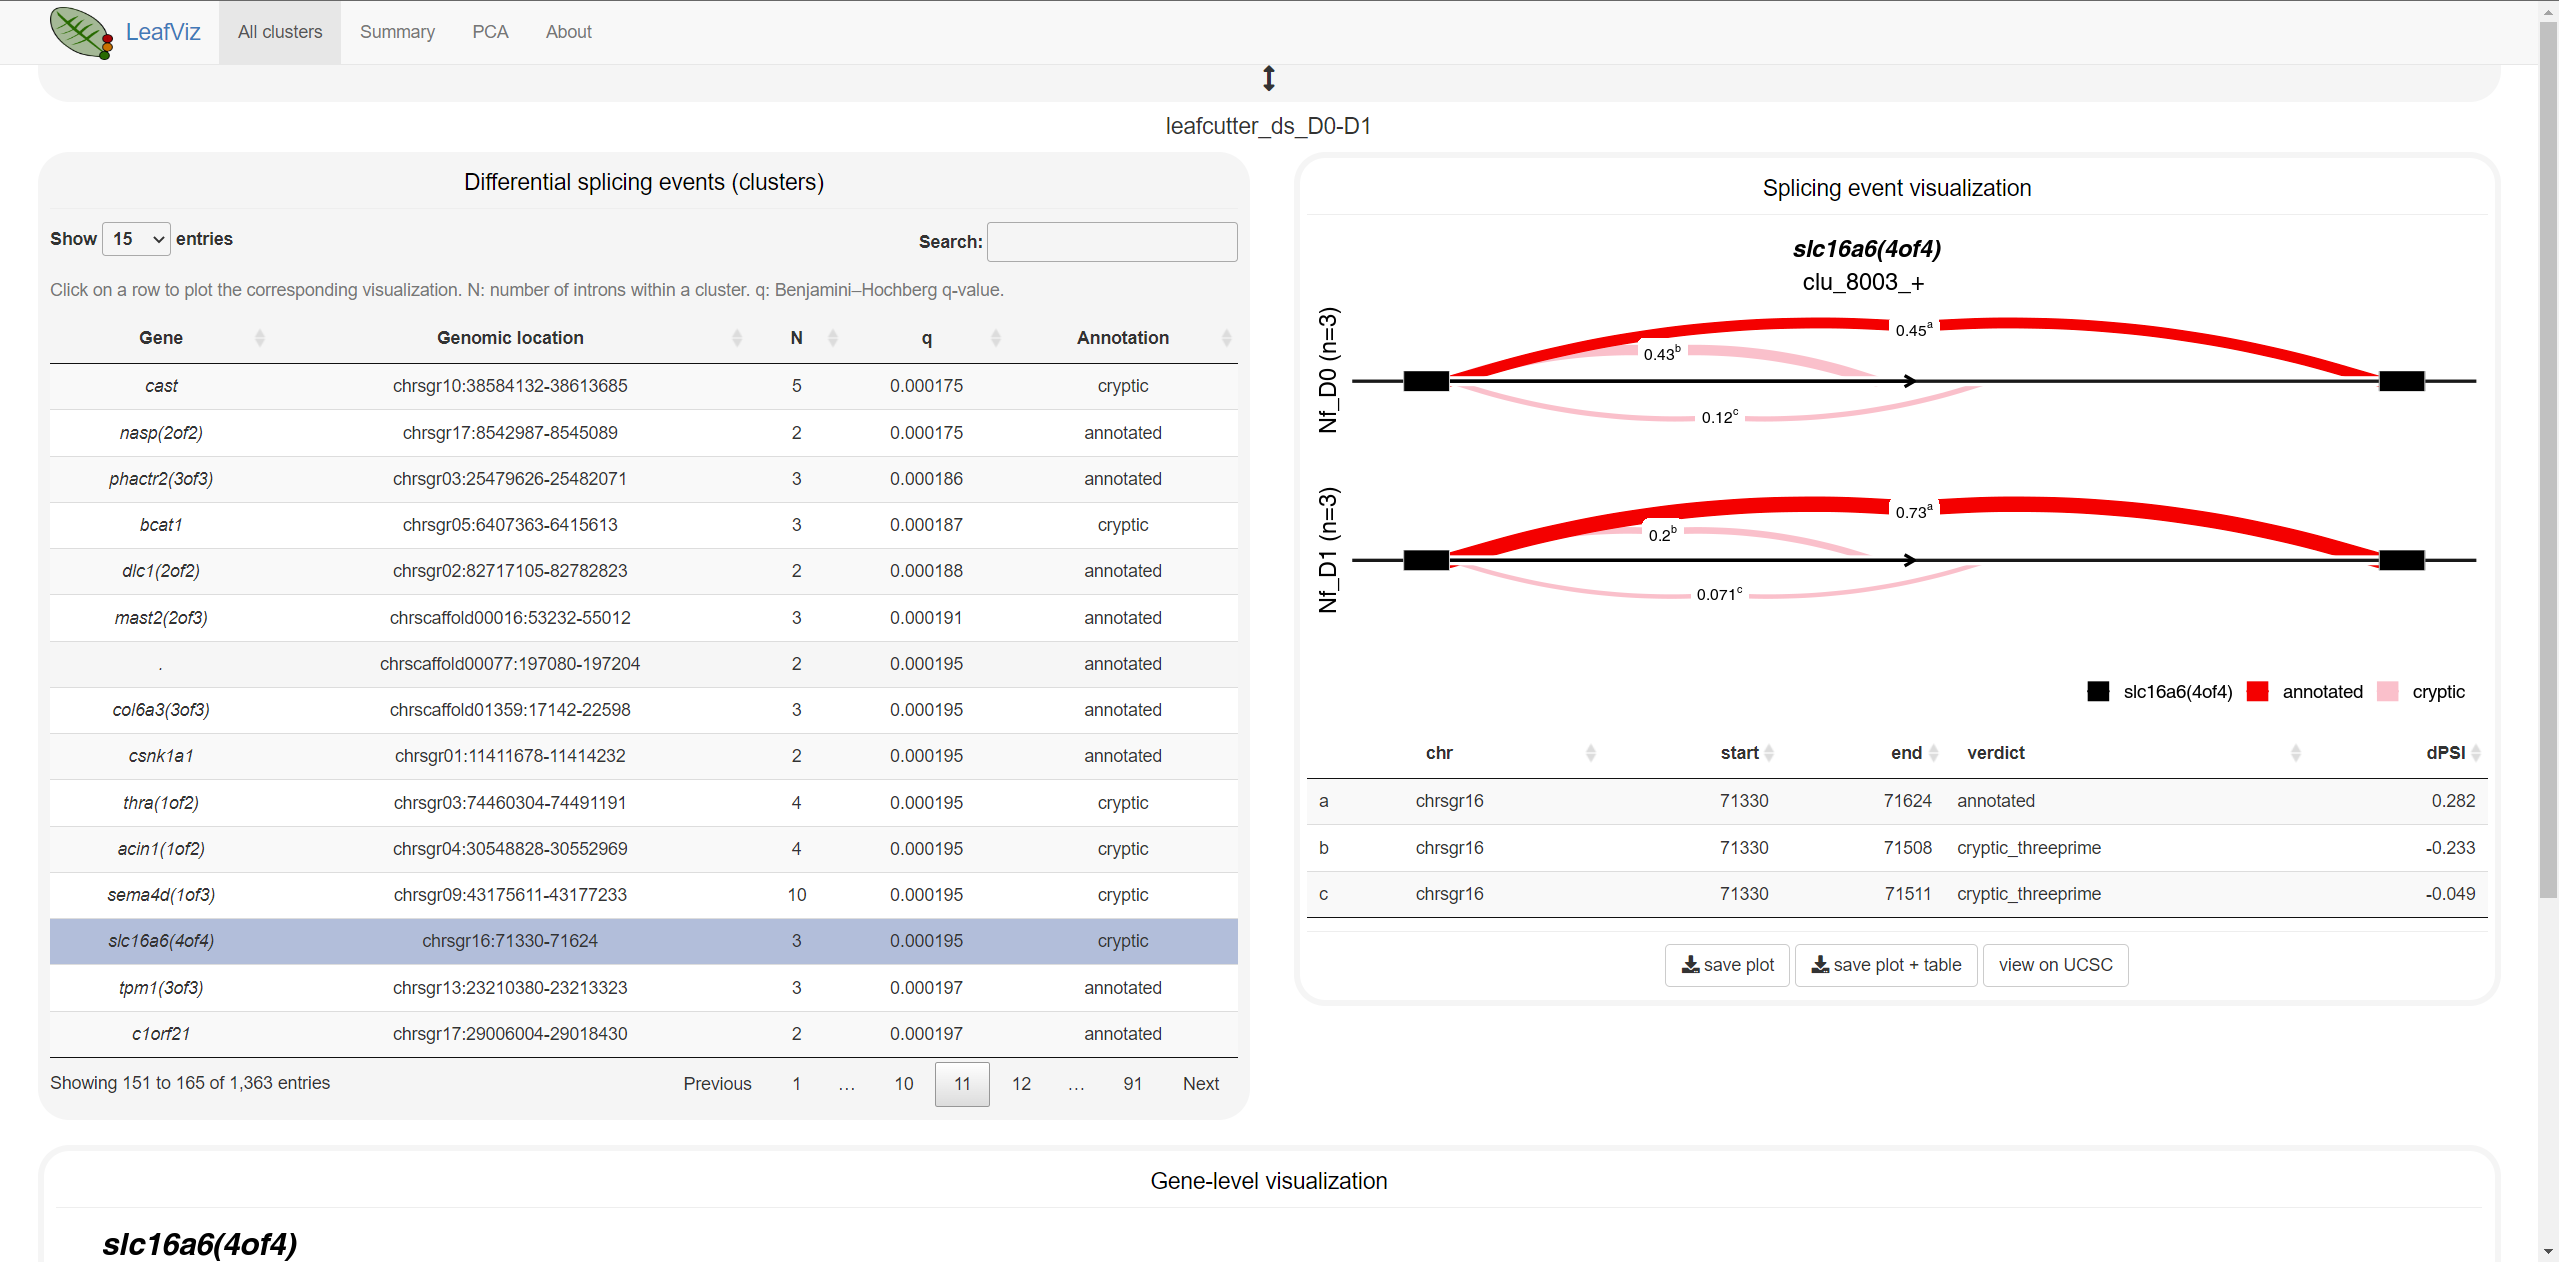 LeafViz All clusters Summary PCA About
leafcutter_ds_D0-D1
Differential splicing events (clusters)
Show 15 entries Search:
Click on a row to plot the corresponding visualization. N: number of introns within a cluster. q: Benjamini–Hochberg q-value.
Gene Genomic location N q Annotation
cast chrsgr10:38584132-38613685 5 0.000175 cryptic
nasp(2of2) chrsgr17:8542987-8545089 2 0.000175 annotated
phactr2(3of3) chrsgr03:25479626-25482071 3 0.000186 annotated
bcat1 chrsgr05:6407363-6415613 3 0.000187 cryptic
dlc1(2of2) chrsgr02:82717105-82782823 2 0.000188 annotated
mast2(2of3) chrscaffold00016:53232-55012 3 0.000191 annotated
. chrscaffold00077:197080-197204 2 0.000195 annotated
col6a3(3of3) chrscaffold01359:17142-22598 3 0.000195 annotated
csnk1a1 chrsgr01:11411678-11414232 2 0.000195 annotated
thra(1of2) chrsgr03:74460304-74491191 4 0.000195 cryptic
acin1(1of2) chrsgr04:30548828-30552969 4 0.000195 cryptic
sema4d(1of3) chrsgr09:43175611-43177233 10 0.000195 cryptic
slc16a6(4of4) chrsgr16:71330-71624 3 0.000195 cryptic
tpm1(3of3) chrsgr13:23210380-23213323 3 0.000197 annotated
c1orf21 chrsgr17:29006004-29018430 2 0.000197 annotated
Showing 151 to 165 of 1,363 entries Previous 1 … 10 11 12 … 91 Next
Splicing event visualization
slc16a6(4of4)
clu_8003_+
Nf_D0 (n=3)
0.45a
0.43b
0.12c
Nf_D1 (n=3)
0.73a
0.2b
0.071c
slc16a6(4of4) annotated cryptic
chr start end verdict dPSI
a chrsgr16 71330 71624 annotated 0.282
b chrsgr16 71330 71508 cryptic_threeprime -0.233
c chrsgr16 71330 71511 cryptic_threeprime -0.049
save plot save plot + table view on UCSC
Gene-level visualization
slc16a6(4of4)